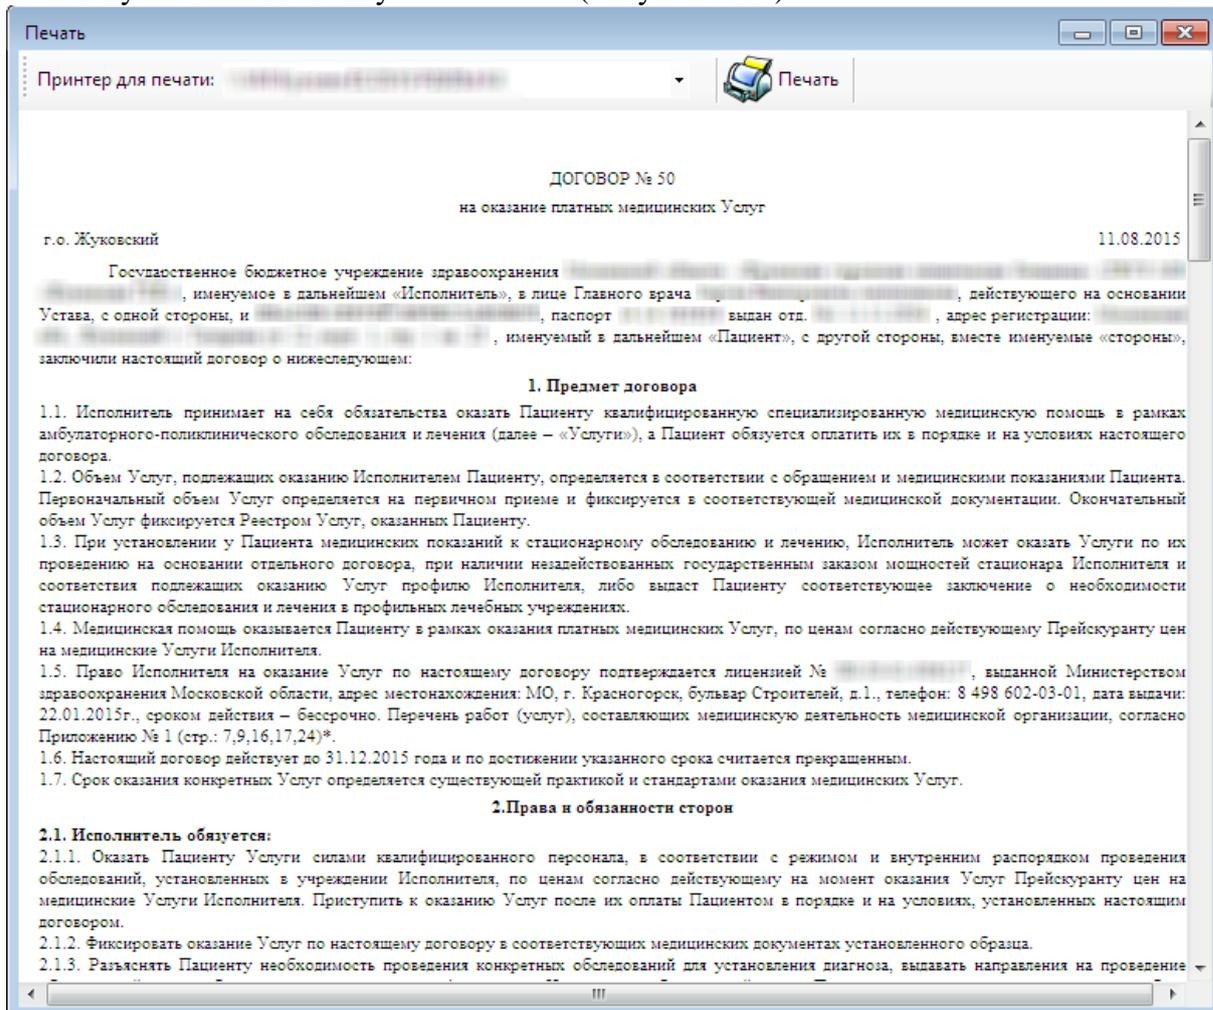 Печать
Принтер для печати:
Печать
ДОГОВОР № 50
на оказание платных медицинских Услуг
г.о. Жуковский 11.08.2015
Государственное бюджетное учреждение здравоохранения
, именуемое в дальнейшем «Исполнитель», в лице Главного врача , действующего на основании
Устава, с одной стороны, и , паспорт выдан отд. , адрес регистрации:
, именуемый в дальнейшем «Пациент», с другой стороны, вместе именуемые «стороны»,
заключили настоящий договор о нижеследующем:
1. Предмет договора
1.1. Исполнитель принимает на себя обязательства оказать Пациенту квалифицированную специализированную медицинскую помощь в рамках
амбулаторного-поликлинического обследования и лечения (далее – «Услуги»), а Пациент обязуется оплатить их в порядке и на условиях настоящего
договора.
1.2. Объем Услуг, подлежащих оказанию Исполнителем Пациенту, определяется в соответствии с обращением и медицинскими показаниями Пациента.
Первоначальный объем Услуг определяется на первичном приеме и фиксируется в соответствующей медицинской документации. Окончательный
объем Услуг фиксируется Реестром Услуг, оказанных Пациенту.
1.3. При установлении у Пациента медицинских показаний к стационарному обследованию и лечению, Исполнитель может оказать Услуги по их
проведению на основании отдельного договора, при наличии незадействованных государственным заказом мощностей стационара Исполнителя и
соответствия подлежащих оказанию Услуг профилю Исполнителя, либо выдаст Пациенту соответствующее заключение о необходимости
стационарного обследования и лечения в профильных лечебных учреждениях.
1.4. Медицинская помощь оказывается Пациенту в рамках оказания платных медицинских Услуг, по ценам согласно действующему Прейскуранту цен
на медицинские Услуги Исполнителя.
1.5. Право Исполнителя на оказание Услуг по настоящему договору подтверждается лицензией № , выданной Министерством
здравоохранения Московской области, адрес местонахождения: МО, г. Красногорск, бульвар Строителей, д.1., телефон: 8 498 602-03-01, дата выдачи:
22.01.2015г., сроком действия – бессрочно. Перечень работ (услуг), составляющих медицинскую деятельность медицинской организации, согласно
Приложению № 1 (стр.: 7,9,16,17,24)*.
1.6. Настоящий договор действует до 31.12.2015 года и по достижении указанного срока считается прекращенным.
1.7. Срок оказания конкретных Услуг определяется существующей практикой и стандартами оказания медицинских Услуг.
2.Права и обязанности сторон
2.1. Исполнитель обязуется:
2.1.1. Оказать Пациенту Услуги силами квалифицированного персонала, в соответствии с режимом и внутренним распорядком проведения
обследований, установленных в учреждении Исполнителя, по ценам согласно действующему на момент оказания Услуг Прейскуранту цен на
медицинские Услуги Исполнителя. Приступить к оказанию Услуг после их оплаты Пациентом в порядке и на условиях, установленных настоящим
договором.
2.1.2. Фиксировать оказание Услуг по настоящему договору в соответствующих медицинских документах установленного образца.
2.1.3. Разъяснять Пациенту необходимость проведения конкретных обследований для установления диагноза, выдавать направления на проведение